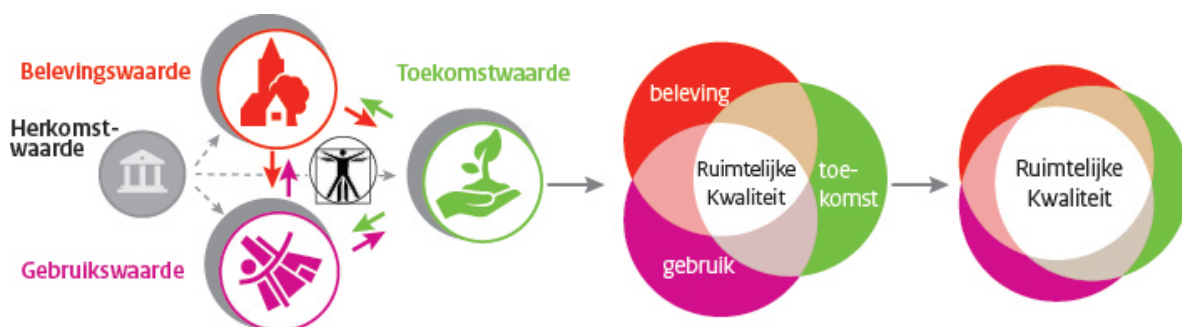 Belevingswaarde
Herkomst-
waarde
Gebruikswaarde
Toekomstwaarde
beleving
Ruimtelijke
Kwaliteit
toe-
komst
gebruik
Ruimtelijke
Kwaliteit